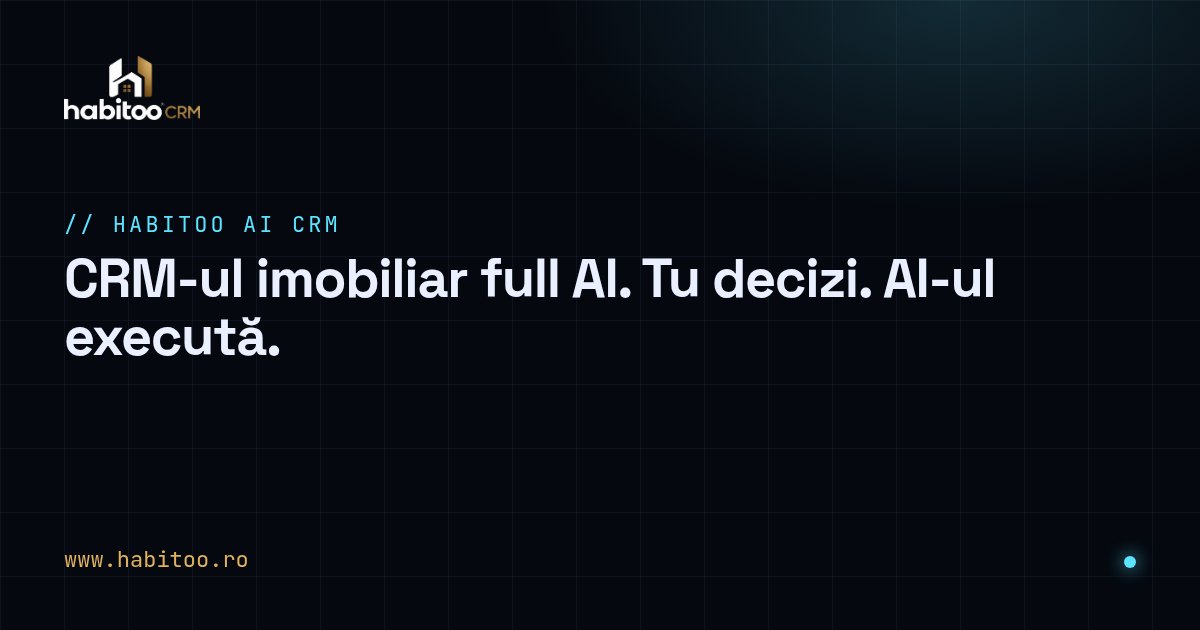 habitoo CRM
// HABITOO AI CRM
CRM-ul imobiliar full AI. Tu decizi. AI-ul
execută.
www.habitoo.ro